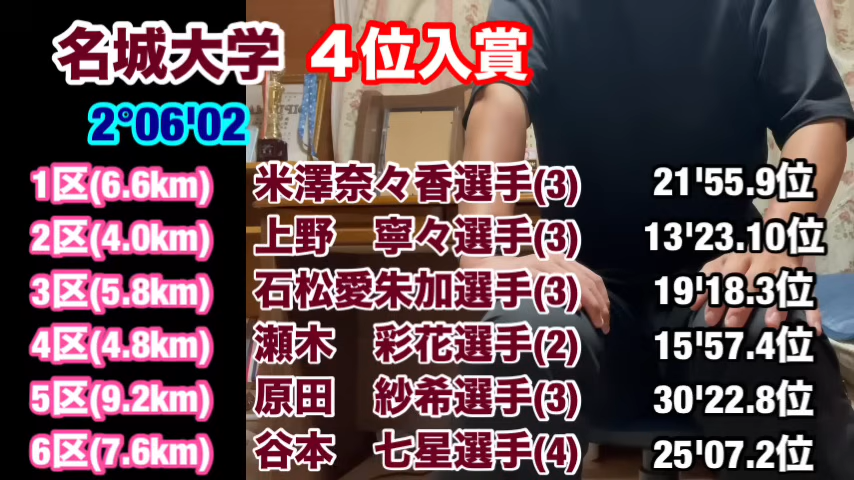 名城大学 4位入賞
2°06'02
1区(6.6km) 米澤奈々香選手(3) 21'55.9位
2区(4.0km) 上野 寧々選手(3) 13'23.10位
3区(5.8km) 石松愛朱加選手(3) 19'18.3位
4区(4.8km) 瀬木 彩花選手(2) 15'57.4位
5区(9.2km) 原田 紗希選手(3) 30'22.8位
6区(7.6km) 谷本 七星選手(4) 25'07.2位